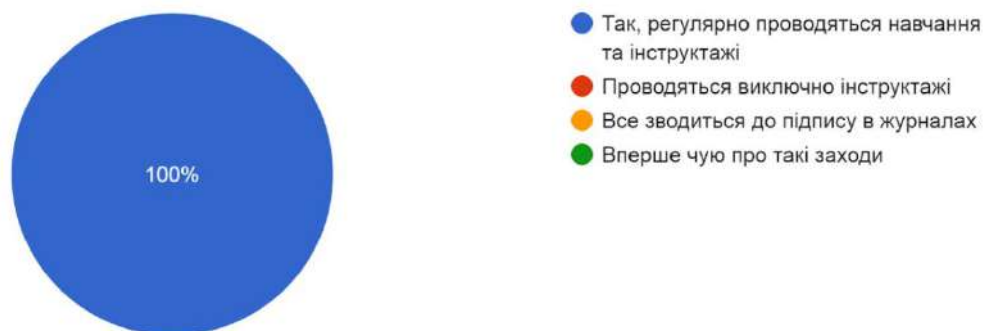 Так, регулярно проводяться навчання
та інструктажі
Проводяться виключно інструктажі
Все зводиться до підпису в журналах
Вперше чую про такі заходи
100%